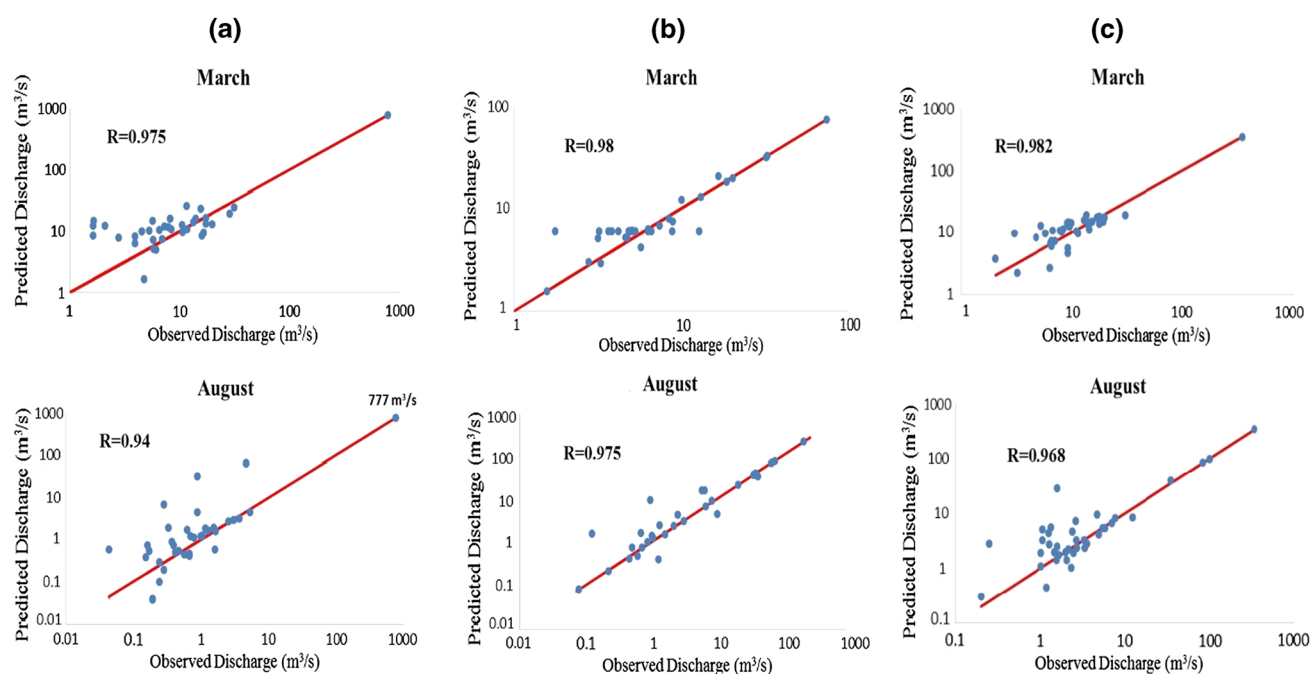 (a)
(b)
(c)
March
Predicted Discharge (m³/s)
1000
100
10
1
R=0.975
1 10 100 1000
Observed Discharge (m³/s)
March
Predicted Discharge (m³/s)
100
10
1
R=0.98
1 10 100
Observed Discharge (m³/s)
March
Predicted Discharge (m³/s)
1000
100
10
1
R=0.982
1 10 100 1000
Observed Discharge (m³/s)
August
Predicted Discharge (m³/s)
1000
100
10
1
0.1
0.01
R=0.94
777 m³/s
0.01 0.1 1 10 100 1000
Observed Discharge (m³/s)
August
Predicted Discharge (m³/s)
1000
100
10
1
0.1
0.01
R=0.975
0.01 0.1 1 10 100 1000
Observed Discharge (m³/s)
August
Predicted Discharge (m³/s)
1000
100
10
1
0.1
R=0.968
0.1 1 10 100 1000
Observed Discharge (m³/s)